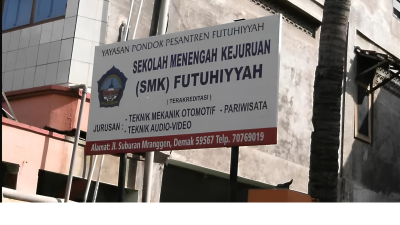 YAYASAN PONDOK PESANTREN FUTUHIYYAH
SEKOLAH MENENGAH KEJURUAN
(SMK) FUTUHIYYAH
( TERAKREDITASI )
JURUSAN : - TEKNIK MEKANIK OTOMOTIF - PARIWISATA
- TEKNIK AUDIO-VIDEO
Alamat: Jl. Suburan Mranggen, Demak 59567 Telp. 70769019